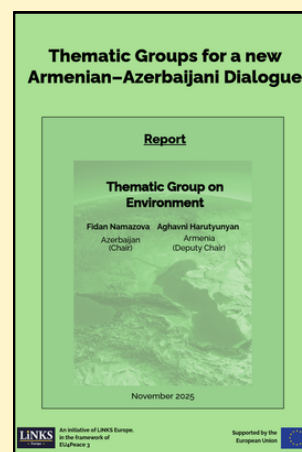 Thematic Groups for a new
Armenian–Azerbaijani Dialogue
Report
Thematic Group on
Environment
Fidan Namazova
Azerbaijan
(Chair)
Aghavni Harutyunyan
Armenia
(Deputy Chair)
November 2025
LINKS
Europe
An initiative of LINKS Europe,
in the framework of
EU4Peace 3
Supported by the
European Union